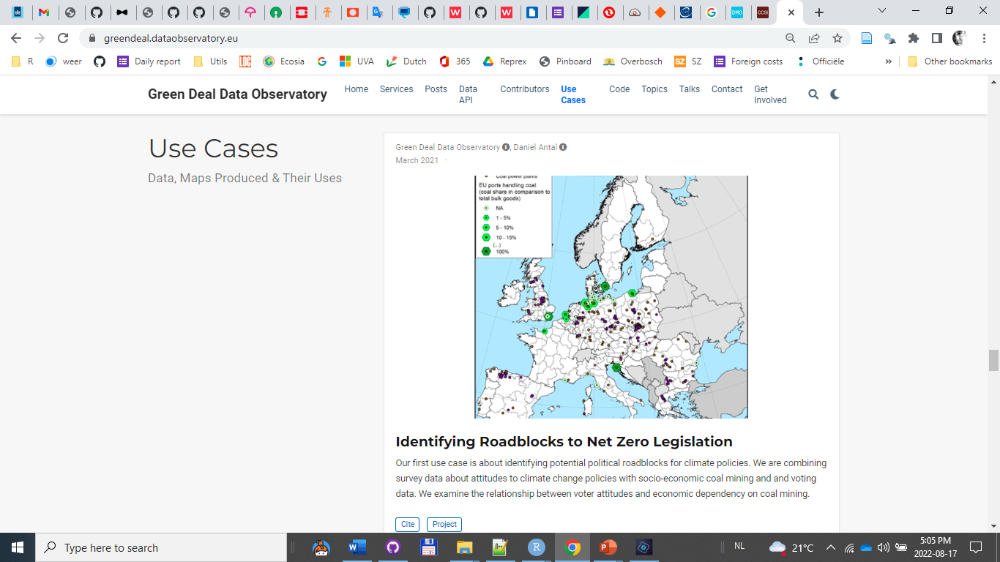 DMO
CCSI
greendeal.dataobservatory.eu
R
weer
Daily report
Utils
Ecosia
UVA
Dutch
365
Reprex
Pinboard
Overbosch
SZ
SZ
Foreign costs
Officiële
»
Other bookmarks
Green Deal Data Observatory
Home
Services
Posts
Data
API
Contributors
Use
Cases
Code
Topics
Talks
Contact
Get
Involved
Use Cases
Data, Maps Produced & Their Uses
Green Deal Data Observatory , Daniel Antal
March 2021 ·
Coal power plants
EU ports handling coal
(coal share in comparison to
total bulk goods)
NA
1 - 5%
5 - 10%
10 - 15%
(...)
100%
Identifying Roadblocks to Net Zero Legislation
Our first use case is about identifying potential political roadblocks for climate policies. We are combining
survey data about attitudes to climate change policies with socio-economic coal mining and and voting
data. We examine the relationship between voter attitudes and economic dependency on coal mining.
Cite
Project
Type here to search
NL
21°C
5:05 PM
2022-08-17